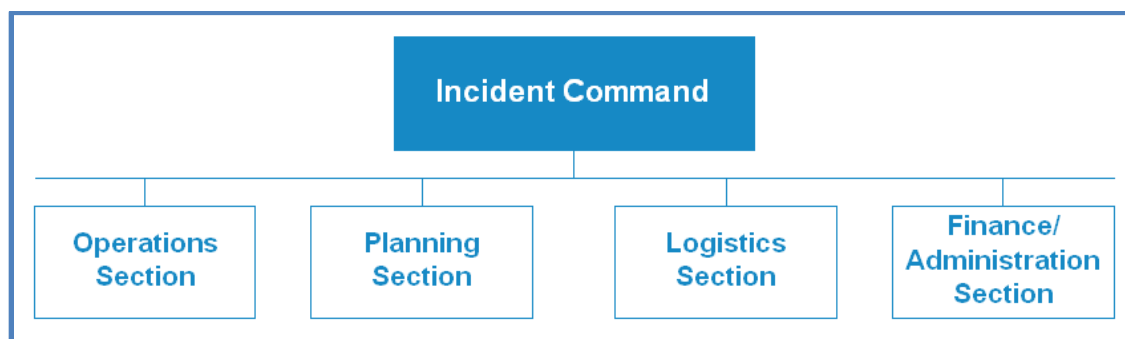 Incident Command
Operations
Section
Planning
Section
Logistics
Section
Finance/
Administration
Section